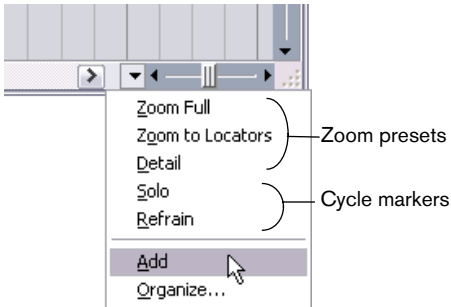 Zoom Full
Zoom to Locators
Detail
Zoom presets
Solo
Refrain
Cycle markers
Add
Organize...